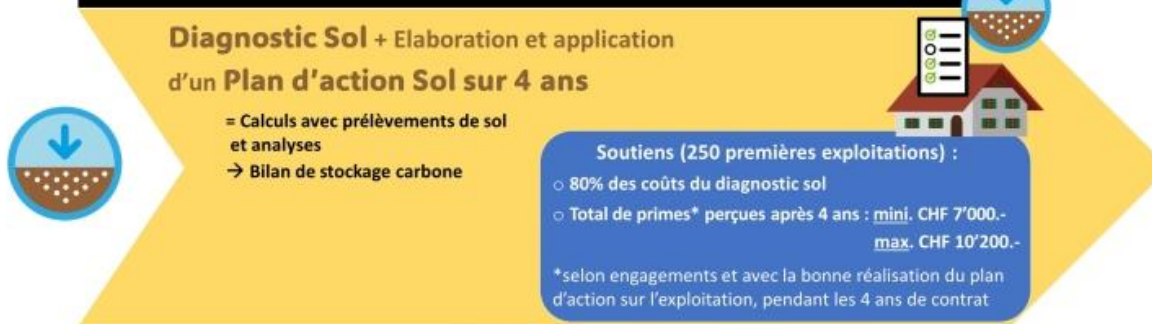 Diagnostic Sol + Elaboration et application
d'un Plan d'action Sol sur 4 ans
= Calculs avec prélèvements de sol
et analyses
→ Bilan de stockage carbone
Soutiens (250 premières exploitations) :
○ 80% des coûts du diagnostic sol
○ Total de primes* perçues après 4 ans : mini. CHF 7'000.-
max. CHF 10'200.-
*selon engagements et avec la bonne réalisation du plan
d'action sur l'exploitation, pendant les 4 ans de contrat